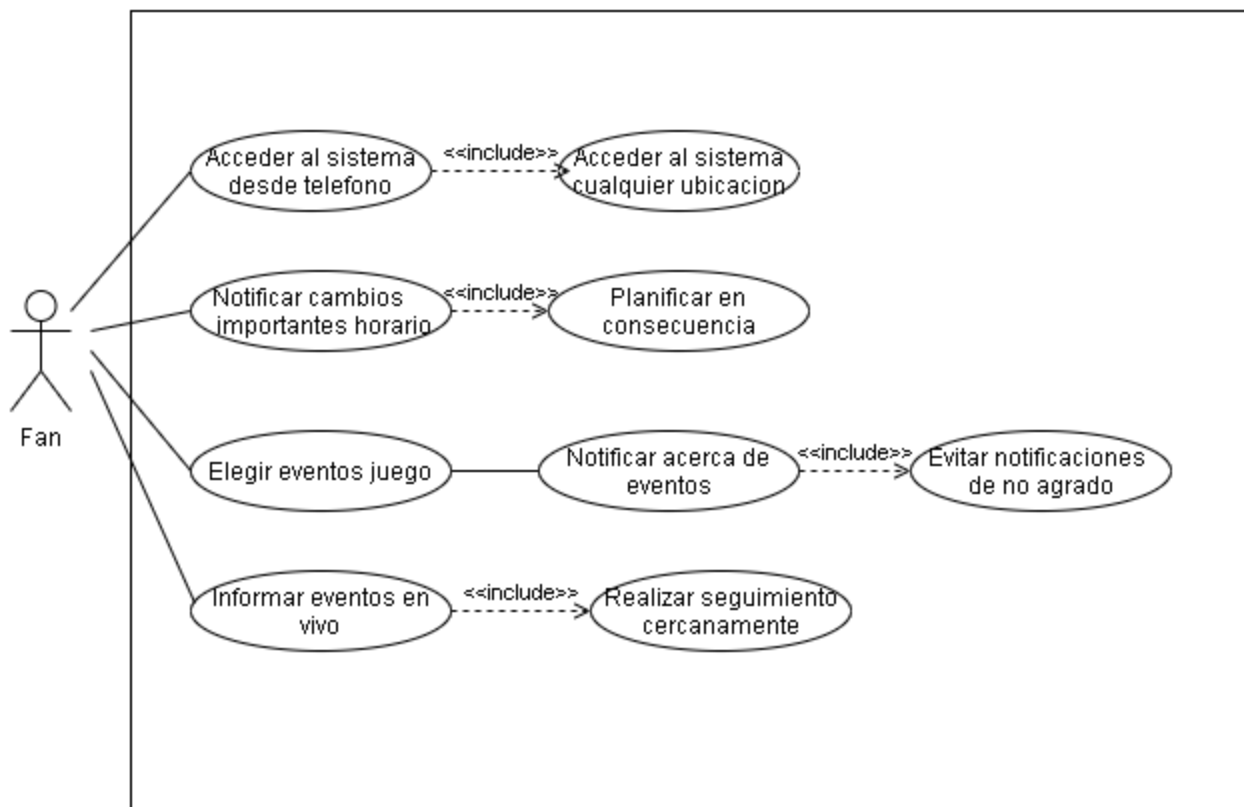 Acceder al sistema
desde telefono
<<include>>
Acceder al sistema
cualquier ubicacion
Notificar cambios
importantes horario
<<include>>
Planificar en
consecuencia
Fan
Elegir eventos juego
Notificar acerca de
eventos
<<include>>
Evitar notificaciones
de no agrado
Informar eventos en
vivo
<<include>>
Realizar seguimiento
cercanamente